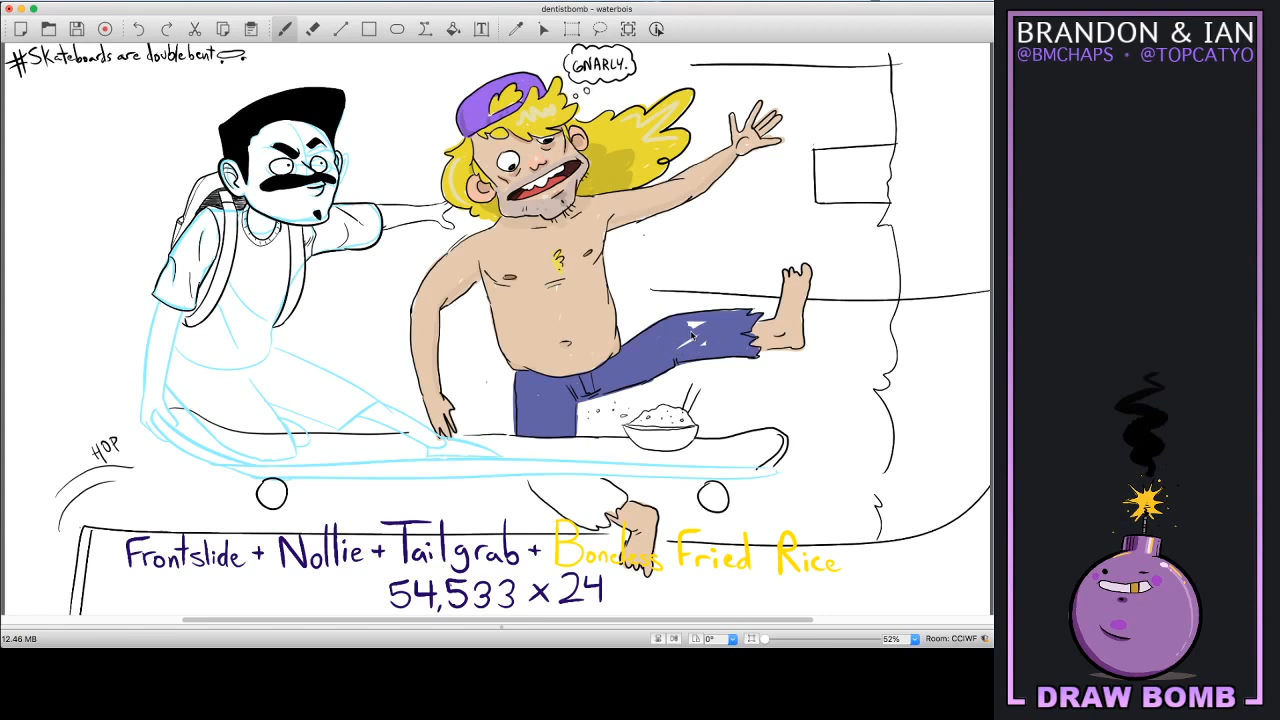 dentistbomb - waterbois
#Skateboards are doublebent
GNARLY.
HOP
Frontslide + Nollie + Tailgrab + Boneless Fried Rice
54,533 x 24
12.46 MB
0°
52%
Room: CCIWF
BRANDON & IAN
@BMCHAPS • @TOPCATYO
DRAW BOMB